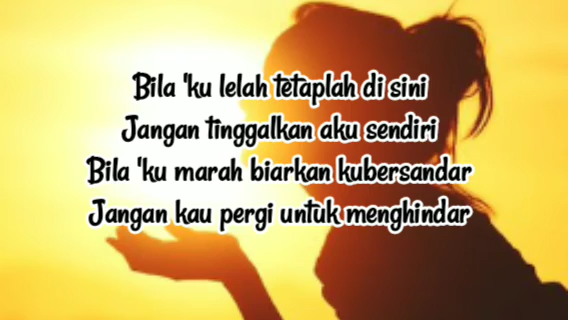 Bila 'ku lelah tetaplah di sini
Jangan tinggalkan aku sendiri
Bila 'ku marah biarkan kubersandar
Jangan kau pergi untuk menghindar